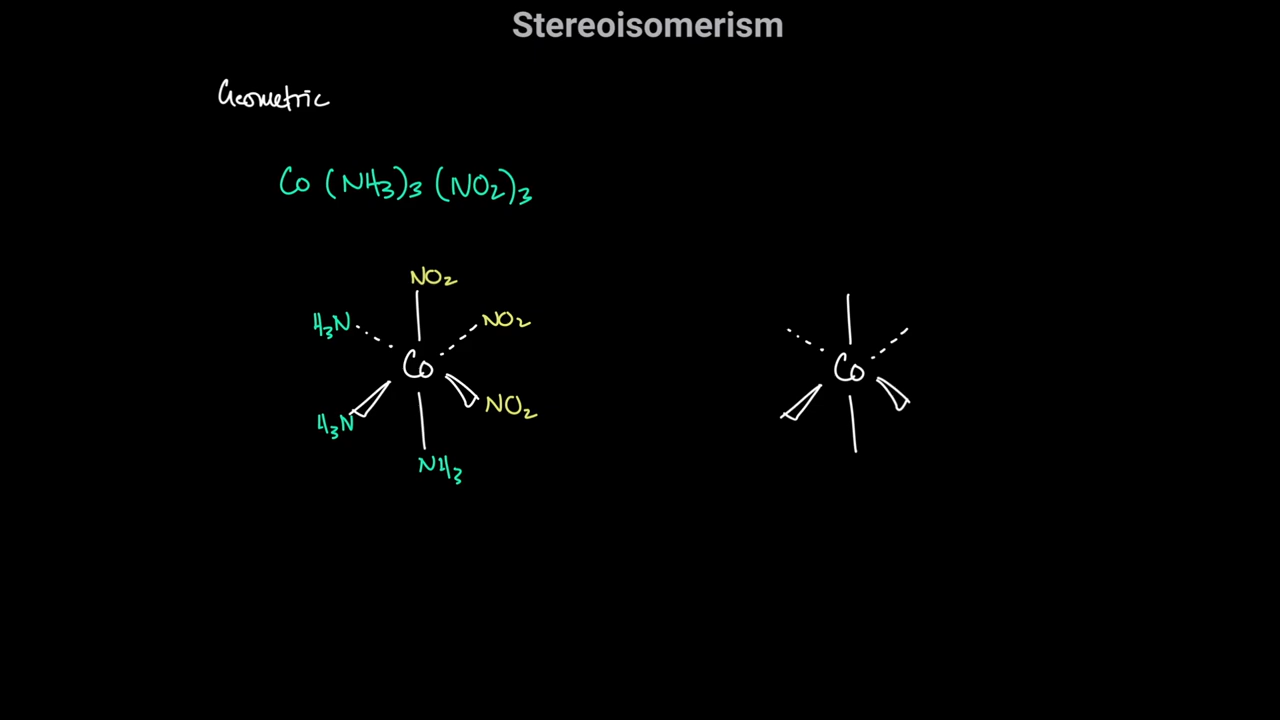 Stereoisomerism
Geometric
Co (NH3)3 (NO2)3
NO2
H3N
NO2
Co
Co
H3N
NO2
NH3